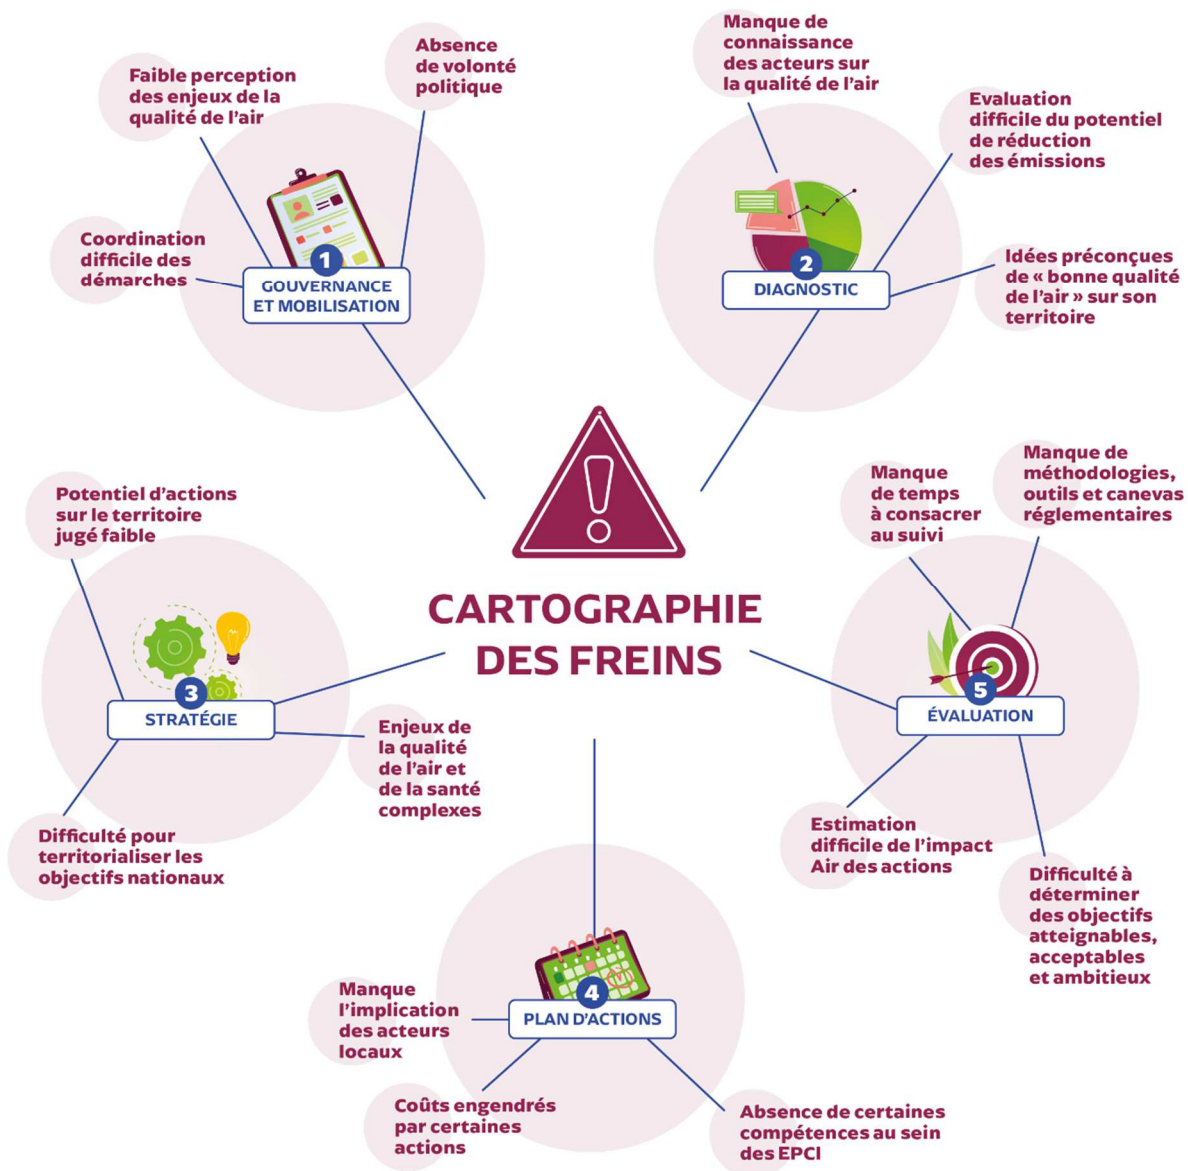 Absence
de volonté
politique
Faible perception
des enjeux de la
qualité de l'air
Coordination
difficile des
démarches
1
GOUVERNANCE
ET MOBILISATION
Manque de
connaissance
des acteurs sur
la qualité de l'air
Evaluation
difficile du potentiel
de réduction
des émissions
Idées préconçues
de « bonne qualité
de l'air » sur son
territoire
2
DIAGNOSTIC
CARTOGRAPHIE
DES FREINS
Potentiel d'actions
sur le territoire
jugé faible
3
STRATÉGIE
Enjeux de
la qualité
de l'air et
de la santé
complexes
Difficulté pour
territorialiser les
objectifs nationaux
Manque
de temps
à consacrer
au suivi
Manque de
méthodologies,
outils et canevas
réglementaires
5
ÉVALUATION
Estimation
difficile de l'impact
Air des actions
Difficulté à
déterminer
des objectifs
atteignables,
acceptables
et ambitieux
4
PLAN D'ACTIONS
Manque
l'implication
des acteurs
locaux
Coûts engendrés
par certaines
actions
Absence de certaines
compétences au sein
des EPCI